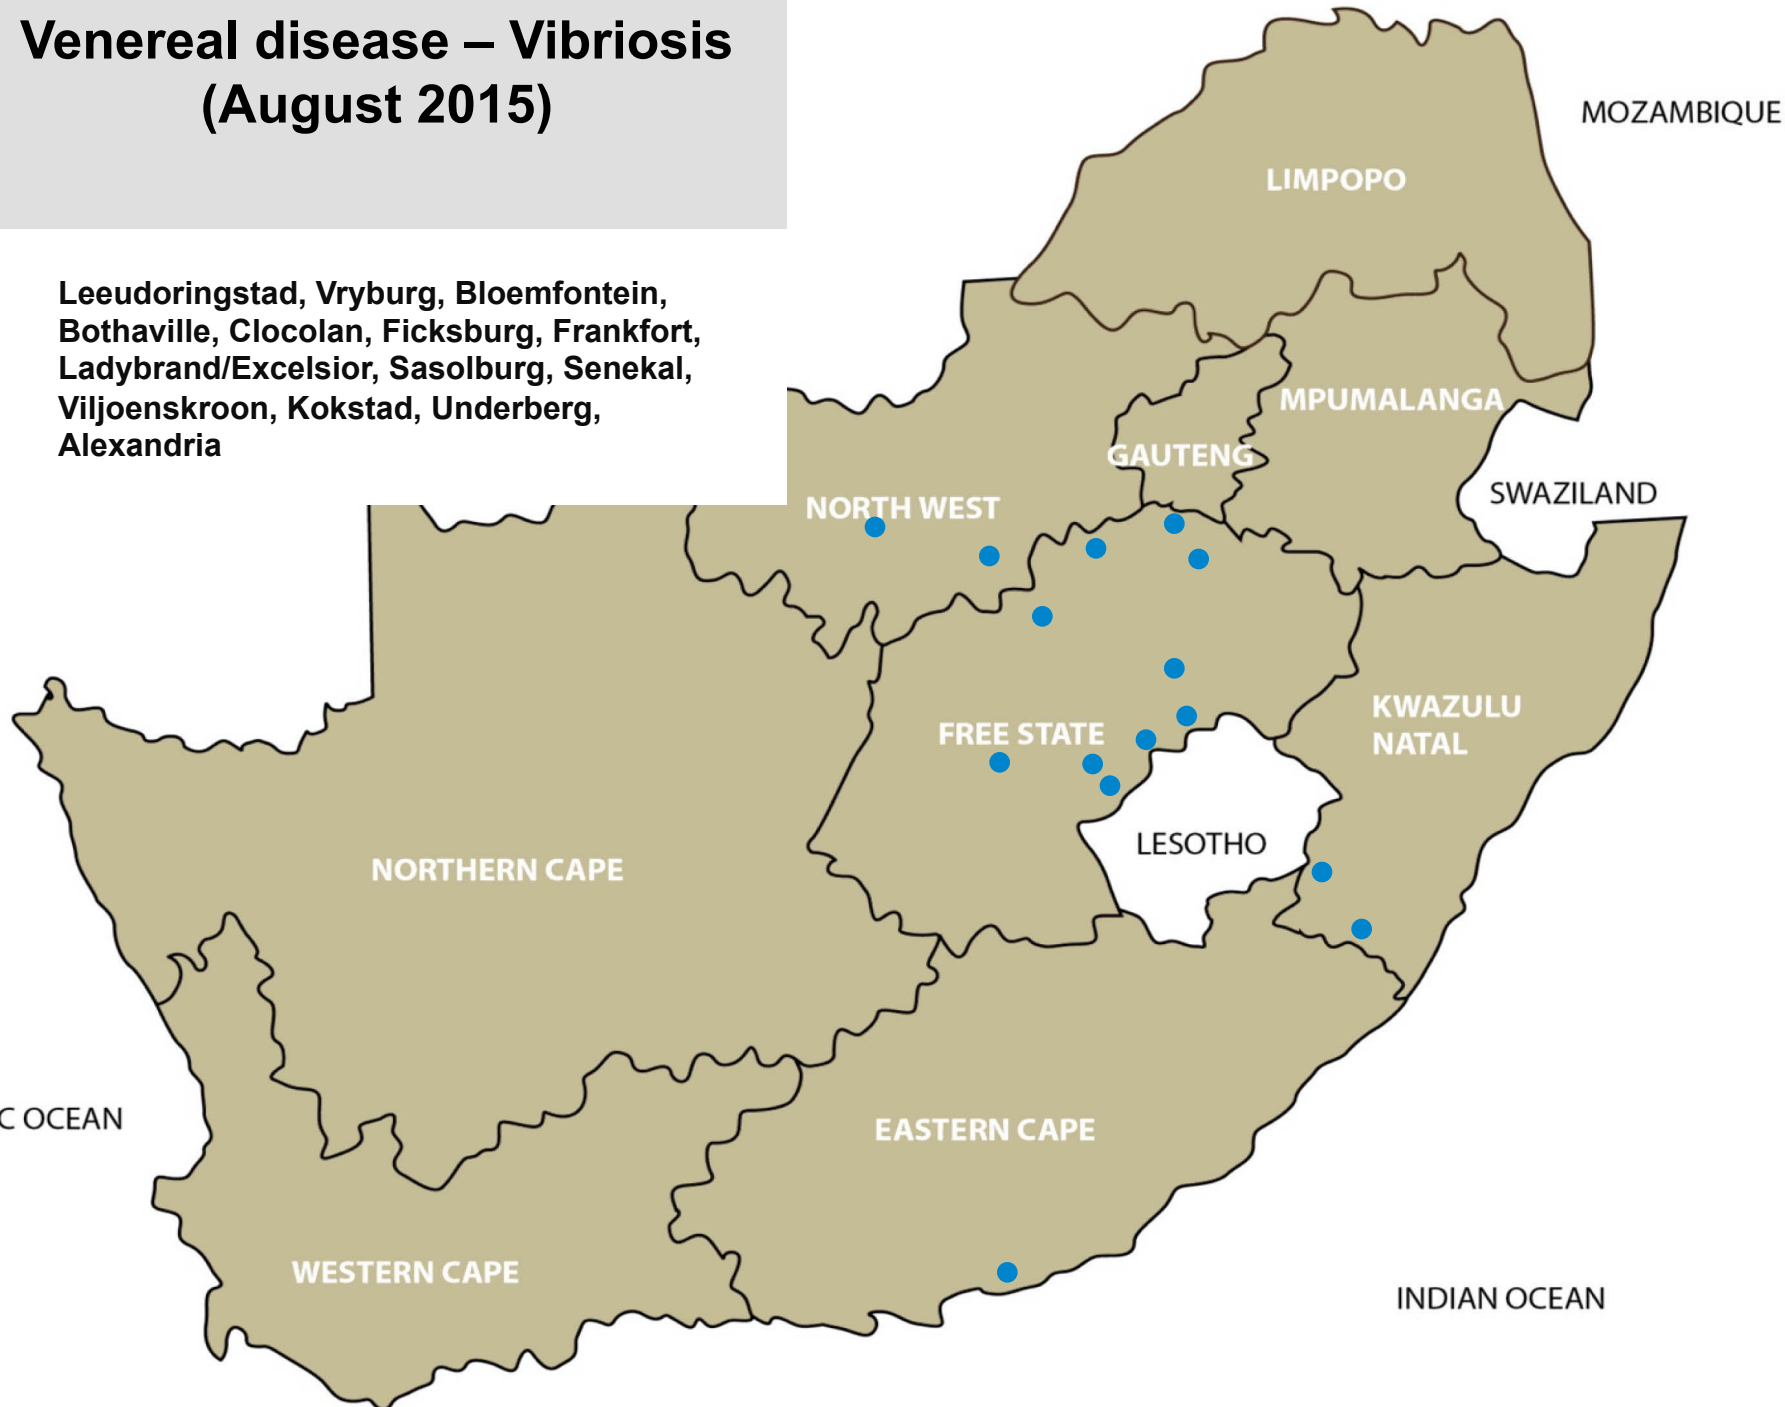 Venereal disease – Vibriosis
(August 2015)
Leeudoringstad, Vryburg, Bloemfontein,
Bothaville, Clocolan, Ficksburg, Frankfort,
Ladybrand/Excelsior, Sasolburg, Senekal,
Viljoenskroon, Kokstad, Underberg,
Alexandria
MOZAMBIQUE
LIMPOPO
MPUMALANGA
GAUTENG
SWAZILAND
NORTH WEST
KWAZULU
NATAL
FREE STATE
LESOTHO
NORTHERN CAPE
C OCEAN
EASTERN CAPE
WESTERN CAPE
INDIAN OCEAN